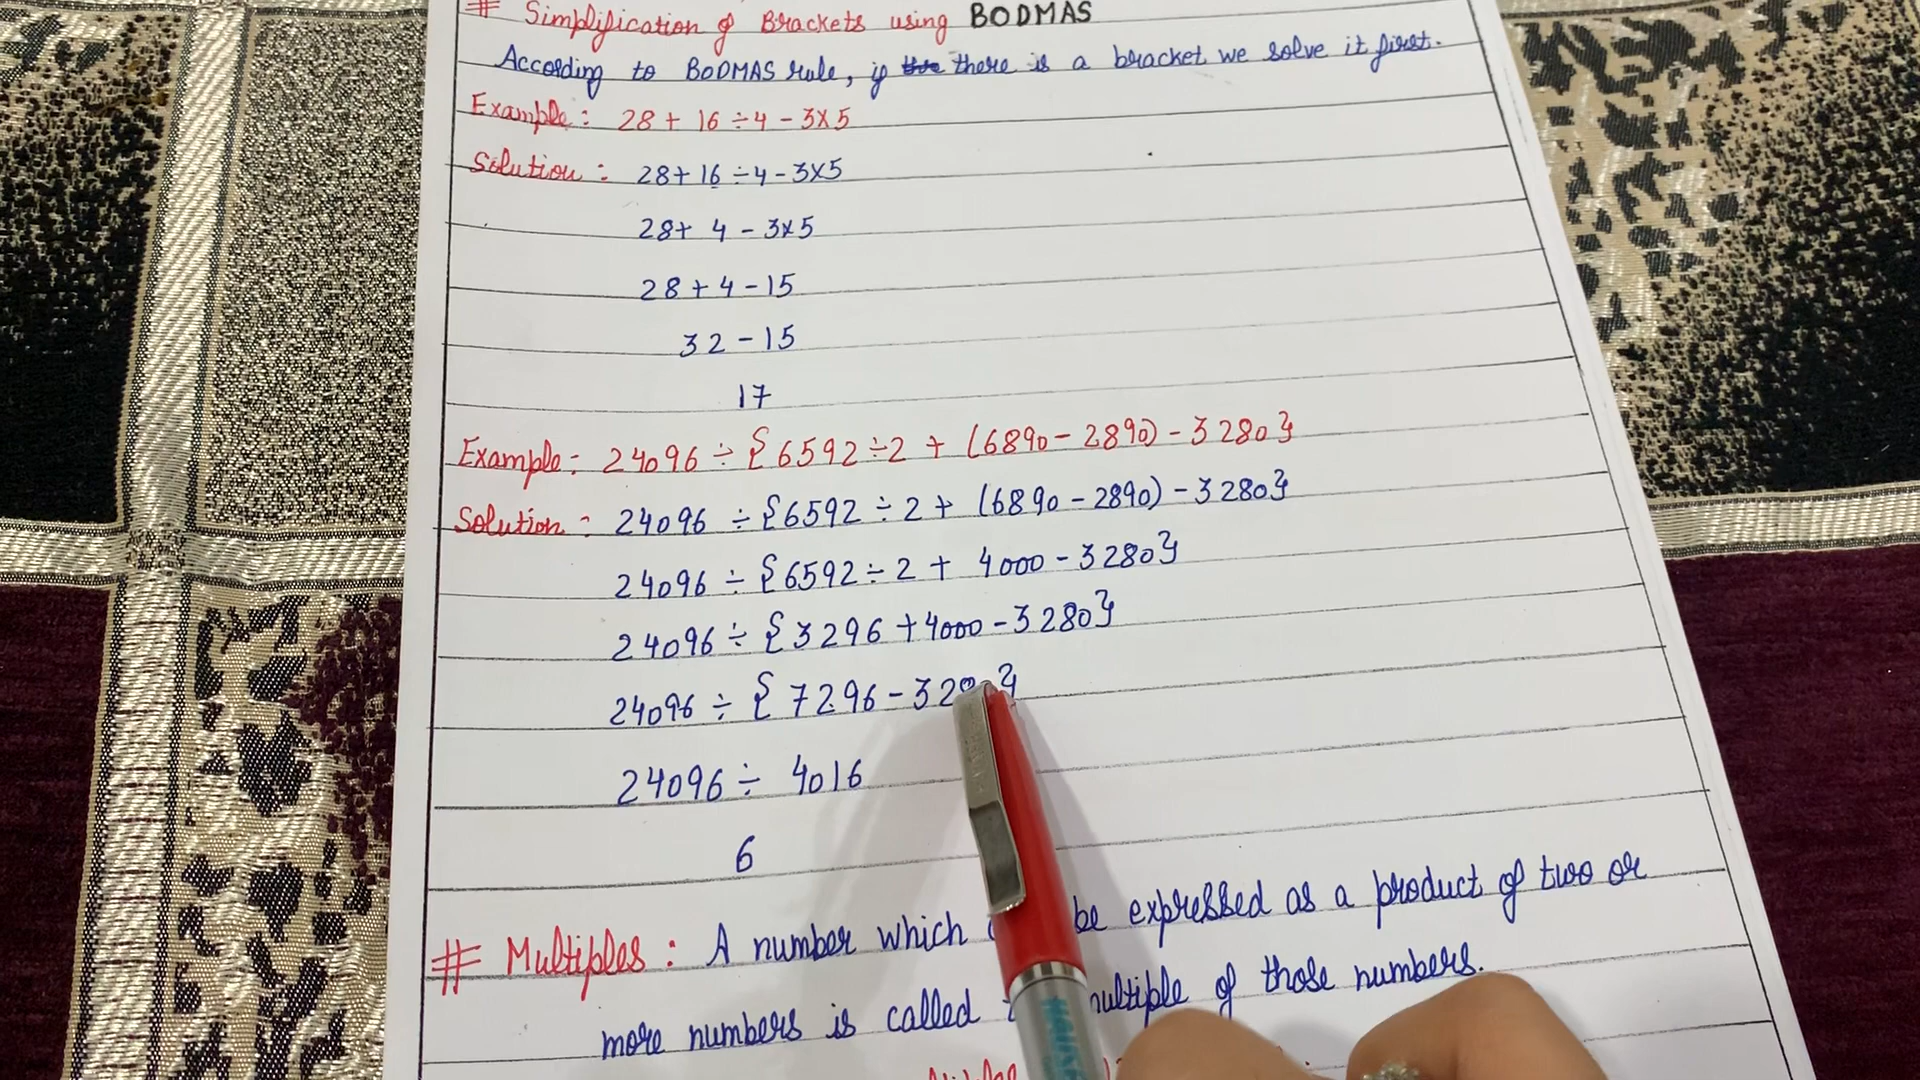 # Simplification of Brackets using BODMAS
According to BODMAS rule, if there is a bracket we solve it first.
Example: 28 + 16 ÷ 4 - 3x5
Solution: 28 + 16 ÷ 4 - 3x5
28 + 4 - 3x5
28 + 4 - 15
32 - 15
17
Example: 24096 ÷ {6592 ÷ 2 + (6890 - 2890) - 3280}
Solution: 24096 ÷ {6592 ÷ 2 + (6890 - 2890) - 3280}
24096 ÷ {6592 ÷ 2 + 4000 - 3280}
24096 ÷ {3296 + 4000 - 3280}
24096 ÷ {7296 - 3280}
24096 ÷ 4016
6
# Multiples: A number which be expressed as a product of two or
more numbers is called multiple of those numbers.